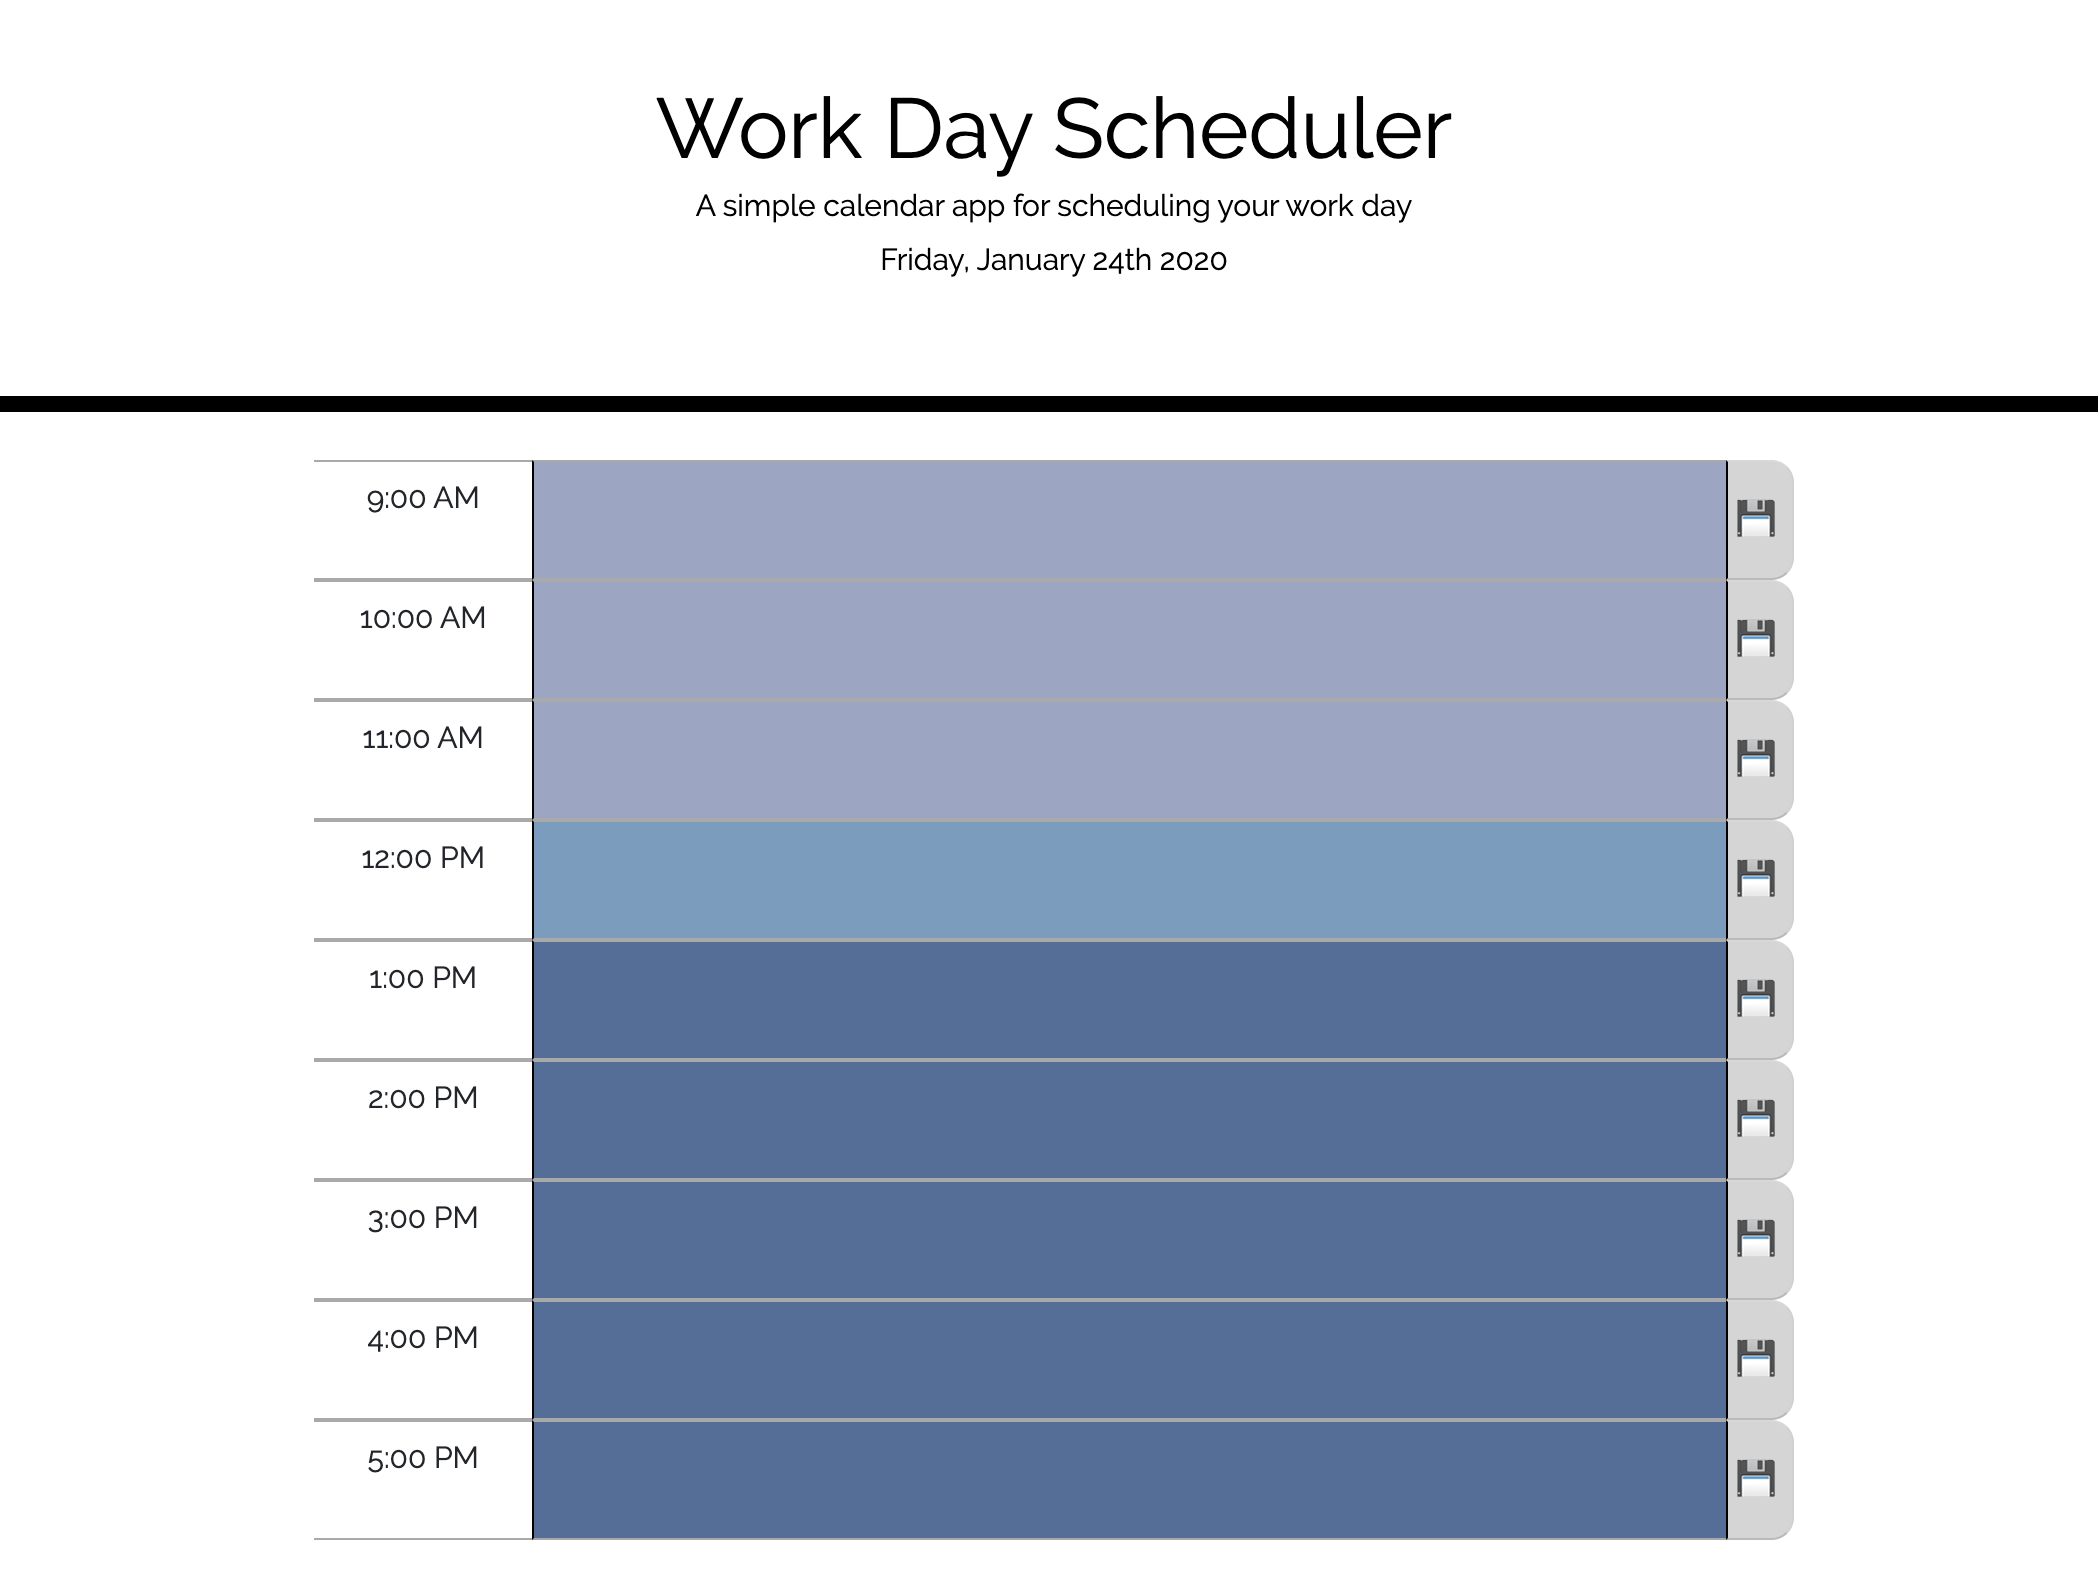 Work Day Scheduler
A simple calendar app for scheduling your work day
Friday, January 24th 2020
9:00 AM
10:00 AM
11:00 AM
12:00 PM
1:00 PM
2:00 PM
3:00 PM
4:00 PM
5:00 PM